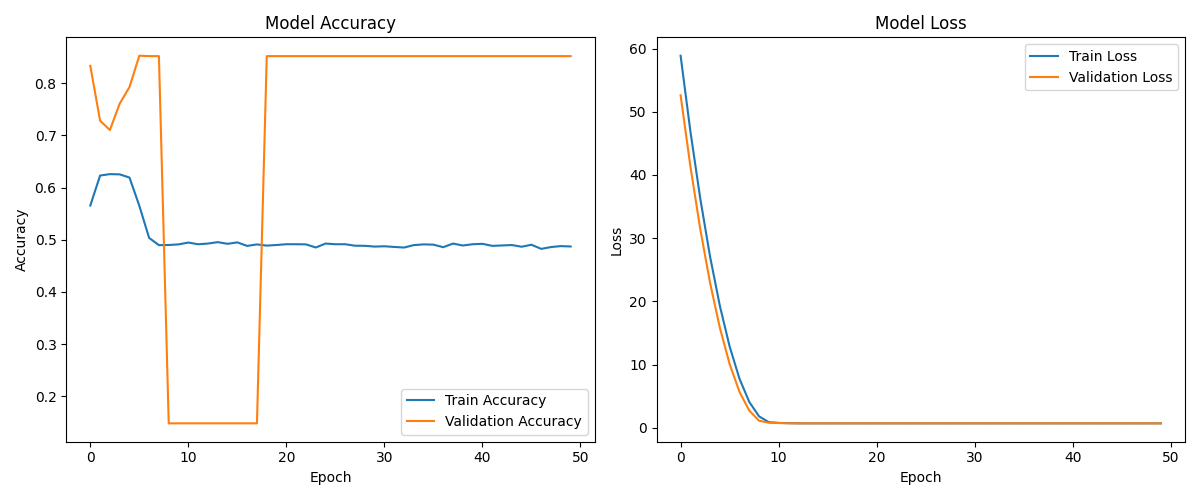 Model Accuracy
Accuracy
0.8
0.7
0.6
0.5
0.4
0.3
0.2
0 10 20 30 40 50
Epoch
Train Accuracy
Validation Accuracy
Model Loss
Loss
60
50
40
30
20
10
0
0 10 20 30 40 50
Epoch
Train Loss
Validation Loss